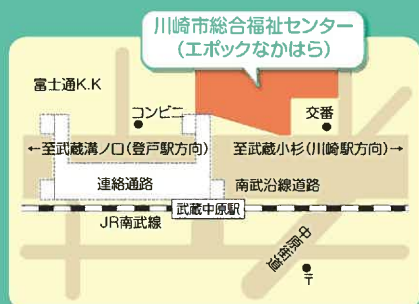 川崎市総合福祉センター
(エポックなかはら)
富士通K.K
コンビニ
交番
←至武蔵溝ノ口(登戸駅方向)
至武蔵小杉(川崎駅方向)→
連絡通路
南武沿線道路
武蔵中原駅
JR南武線
中原街道
〒